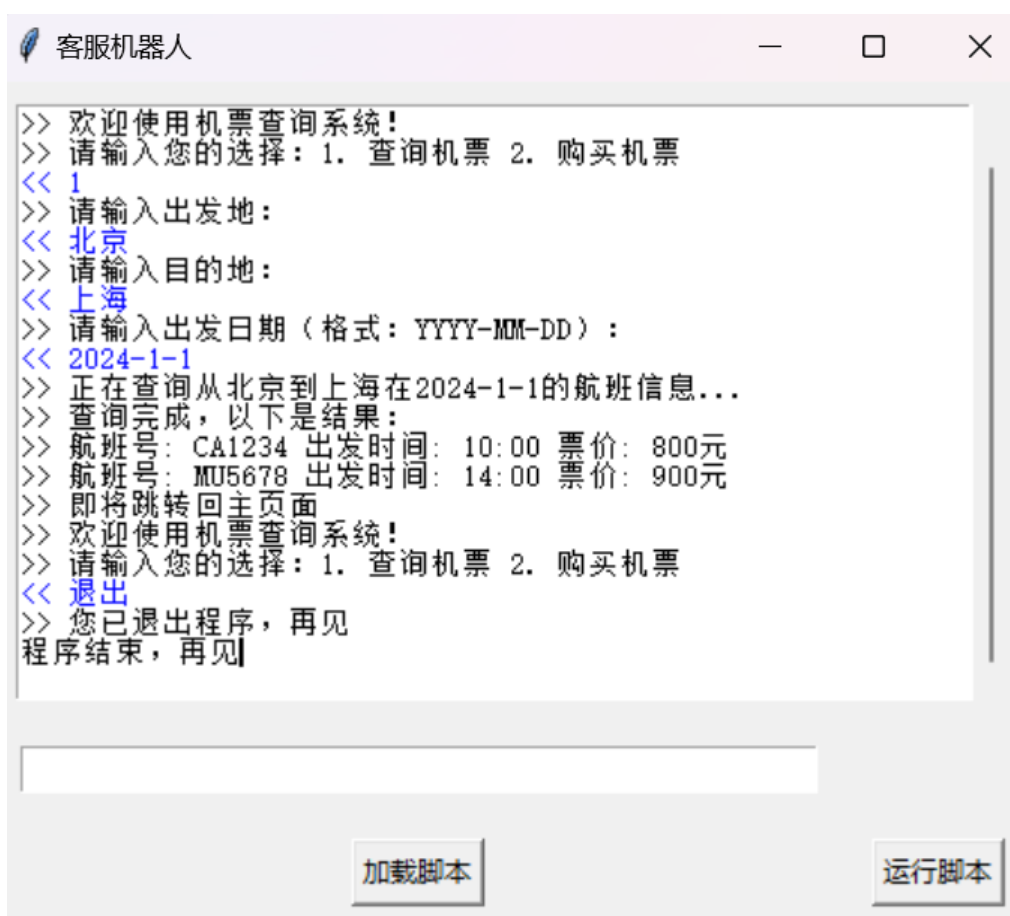 客服机器人
>> 欢迎使用机票查询系统!
>> 请输入您的选择: 1. 查询机票 2. 购买机票
<< 1
>> 请输入出发地:
<< 北京
>> 请输入目的地:
<< 上海
>> 请输入出发日期（格式: YYYY-MM-DD）:
<< 2024-1-1
>> 正在查询从北京到上海在2024-1-1的航班信息...
>> 查询完成，以下是结果:
>> 航班号: CA1234 出发时间: 10:00 票价: 800元
>> 航班号: MU5678 出发时间: 14:00 票价: 900元
>> 即将跳转回主页面
>> 欢迎使用机票查询系统!
>> 请输入您的选择: 1. 查询机票 2. 购买机票
<< 退出
>> 您已退出程序，再见
程序结束，再见
加载脚本 运行脚本